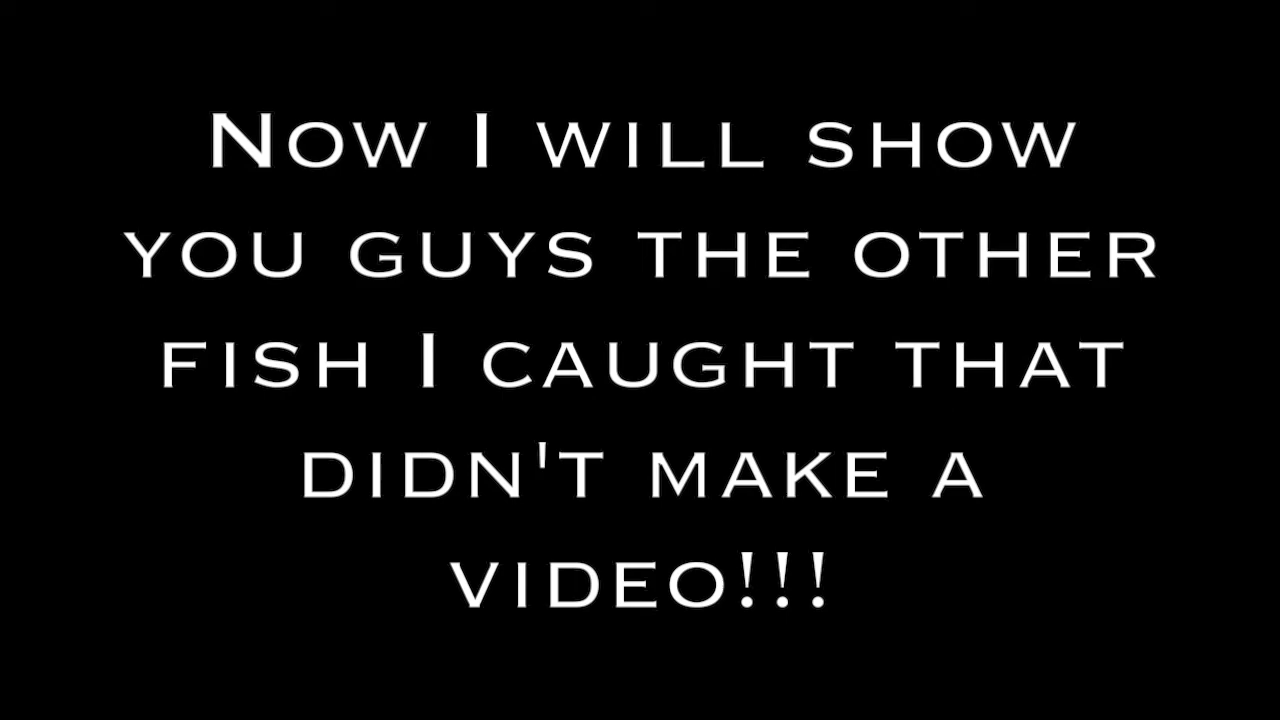 Now I will show
you guys the other
fish I caught that
didn't make a
video!!!